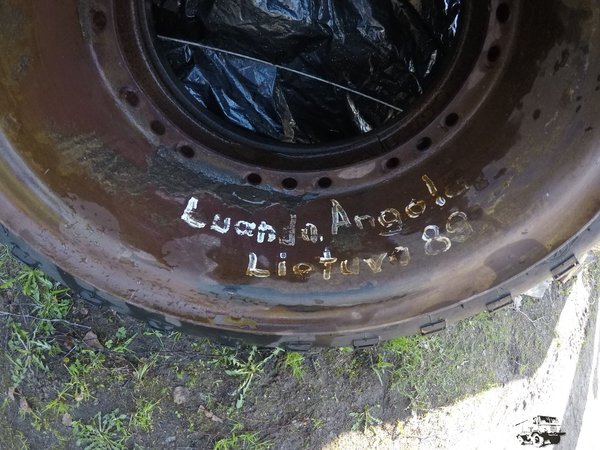 Luanda, Angola.
Lietuva 89